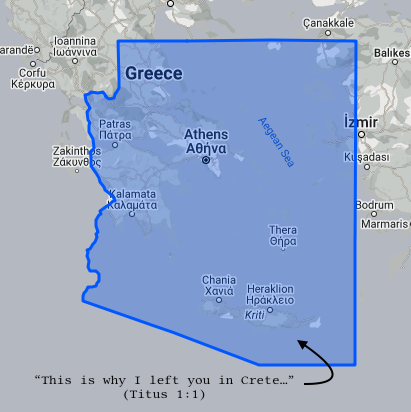 Çanakkale
Ioannina
Ιωάννινα
Balıkes
Corfu
Κέρκυρα
Greece
Patras
Πάτρα
Athens
Αθήνα
Aegean Sea
İzmir
Zakinthos
Ζάκυνθος
Kuşadası
Kalamata
Καλαμάτα
Bodrum
Marmaris
Thera
Θήρα
Chania
Χανιά
Heraklion
Ηράκλειο
Kriti
“This is why I left you in Crete…”
(Titus 1:1)